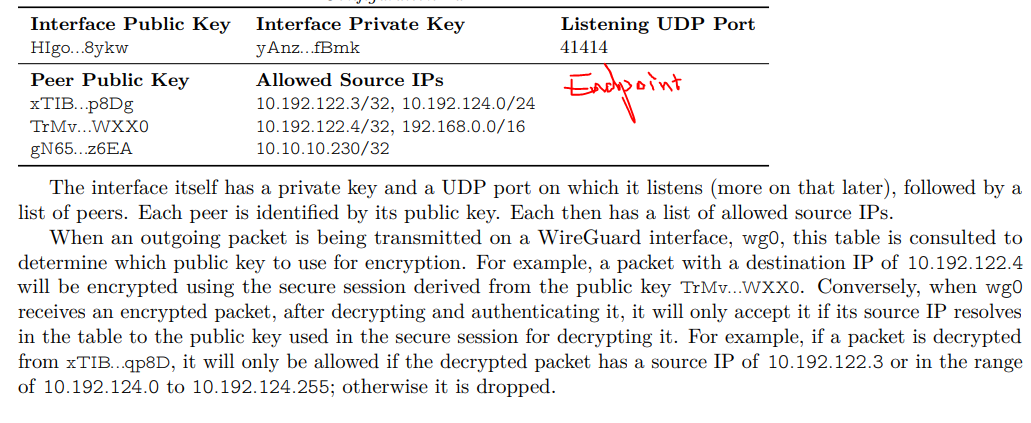 Interface Public Key Interface Private Key Listening UDP Port
HIgo...8ykw yAnz...fBmk 41414
Peer Public Key Allowed Source IPs Endpoint
xTIB...p8Dg 10.192.122.3/32, 10.192.124.0/24
TrMv...WXX0 10.192.122.4/32, 192.168.0.0/16
gN65...z6EA 10.10.10.230/32
The interface itself has a private key and a UDP port on which it listens (more on that later), followed by a
list of peers. Each peer is identified by its public key. Each then has a list of allowed source IPs.
When an outgoing packet is being transmitted on a WireGuard interface, wg0, this table is consulted to
determine which public key to use for encryption. For example, a packet with a destination IP of 10.192.122.4
will be encrypted using the secure session derived from the public key TrMv...WXX0. Conversely, when wg0
receives an encrypted packet, after decrypting and authenticating it, it will only accept it if its source IP resolves
in the table to the public key used in the secure session for decrypting it. For example, if a packet is decrypted
from xTIB...qp8D, it will only be allowed if the decrypted packet has a source IP of 10.192.122.3 or in the range
of 10.192.124.0 to 10.192.124.255; otherwise it is dropped.